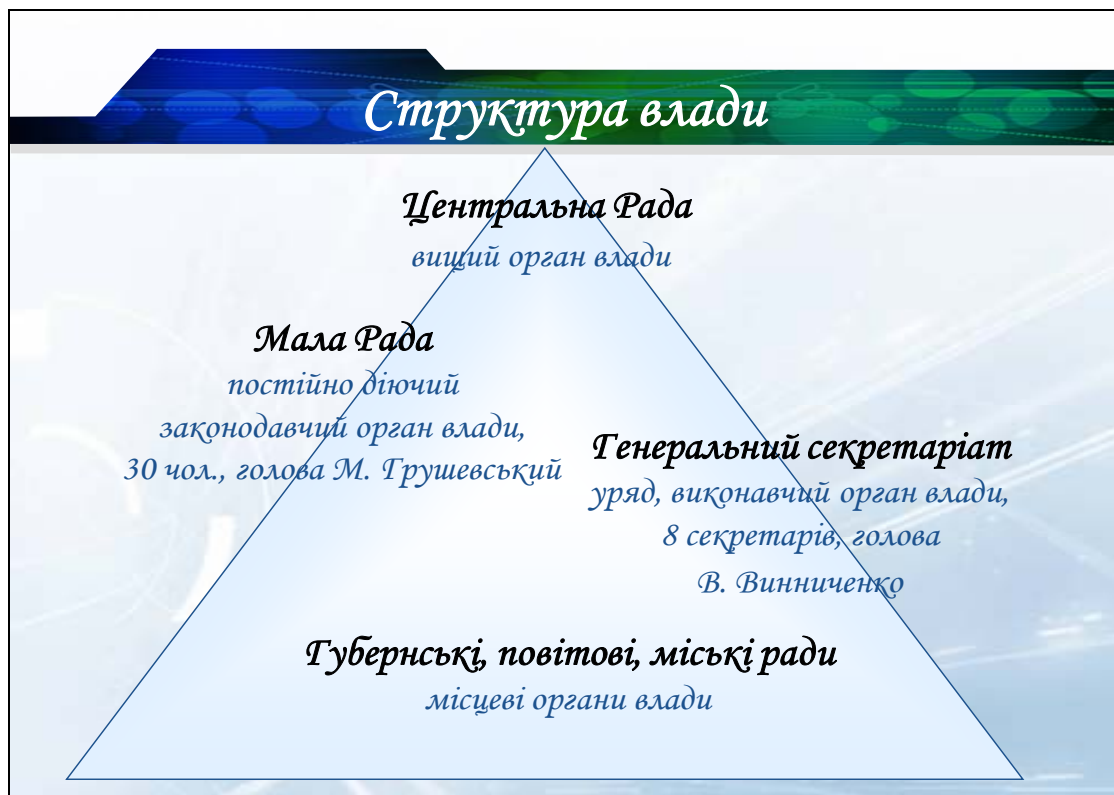 Структура влади
Центральна Рада
вищий орган влади
Мала Рада
постійно діючий
законодавчий орган влади,
30 чол., голова М. Грушевський
Генеральний секретаріат
уряд, виконавчий орган влади,
8 секретарів, голова
В. Винниченко
Губернські, повітові, міські ради
місцеві органи влади